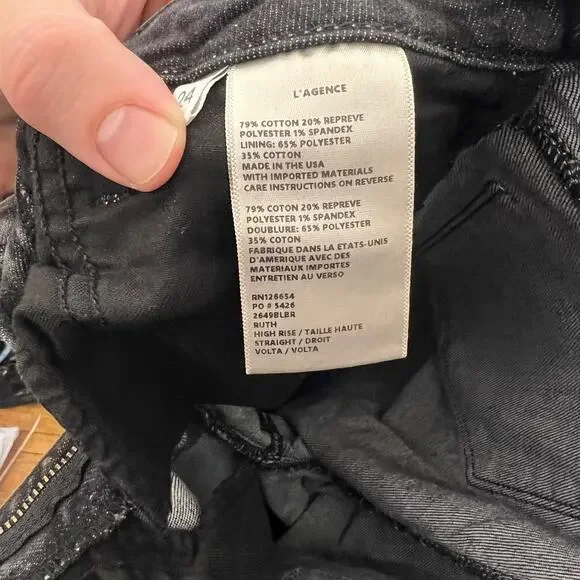 04
L'AGENCE
79% COTTON 20% REPREVE
POLYESTER 1% SPANDEX
LINING: 65% POLYESTER
35% COTTON
MADE IN THE USA
WITH IMPORTED MATERIALS
CARE INSTRUCTIONS ON REVERSE
79% COTON 20% REPREVE
POLYESTER 1% SPANDEX
DOUBLURE: 65% POLYESTER
35% COTON
FABRIQUE DANS LA ETATS-UNIS
D'AMERIQUE AVEC DES
MATERIAUX IMPORTES
ENTRETIEN AU VERSO
RN126654
PO # 5426
2649BLBR
RUTH
HIGH RISE / TAILLE HAUTE
STRAIGHT / DROIT
VOLTA / VOLTA